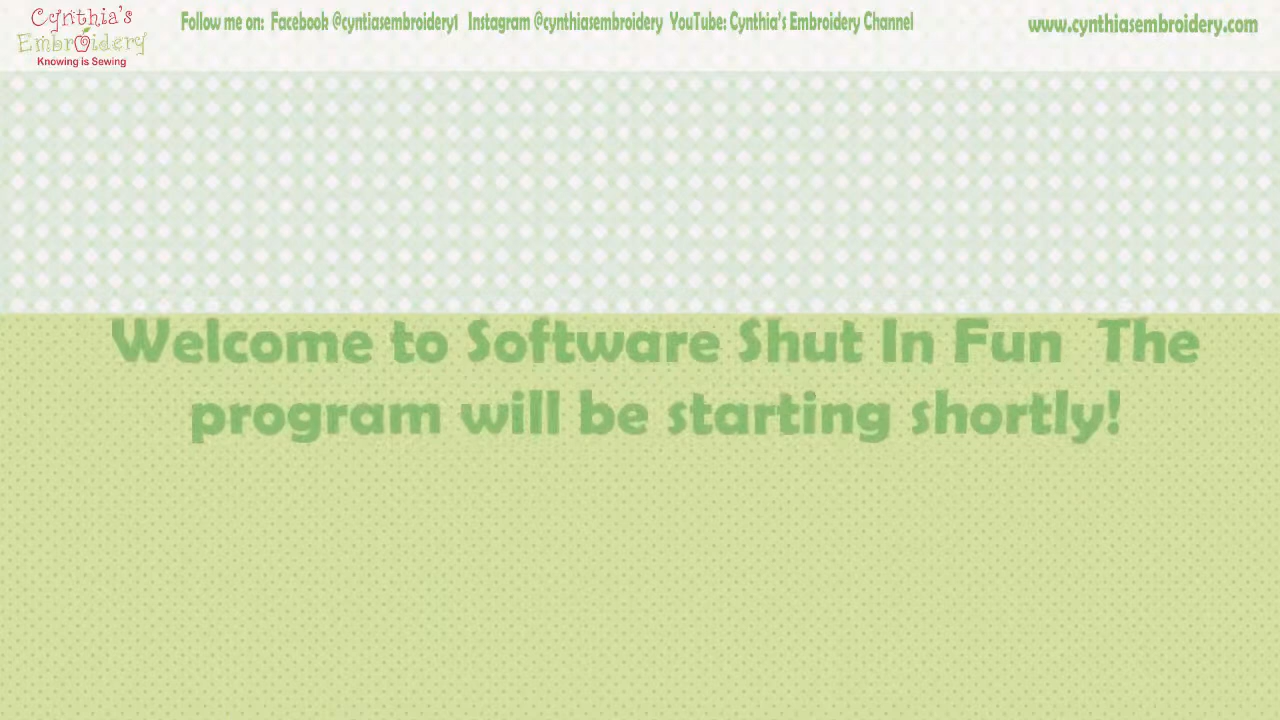 Cynthia's
Embroidery
Knowing is Sewing
Follow me on: Facebook @cyntiasembroidery1 Instagram @cynthiasembroidery YouTube: Cynthia's Embroidery Channel
www.cynthiasembroidery.com
Welcome to Software Shut In Fun The
program will be starting shortly!